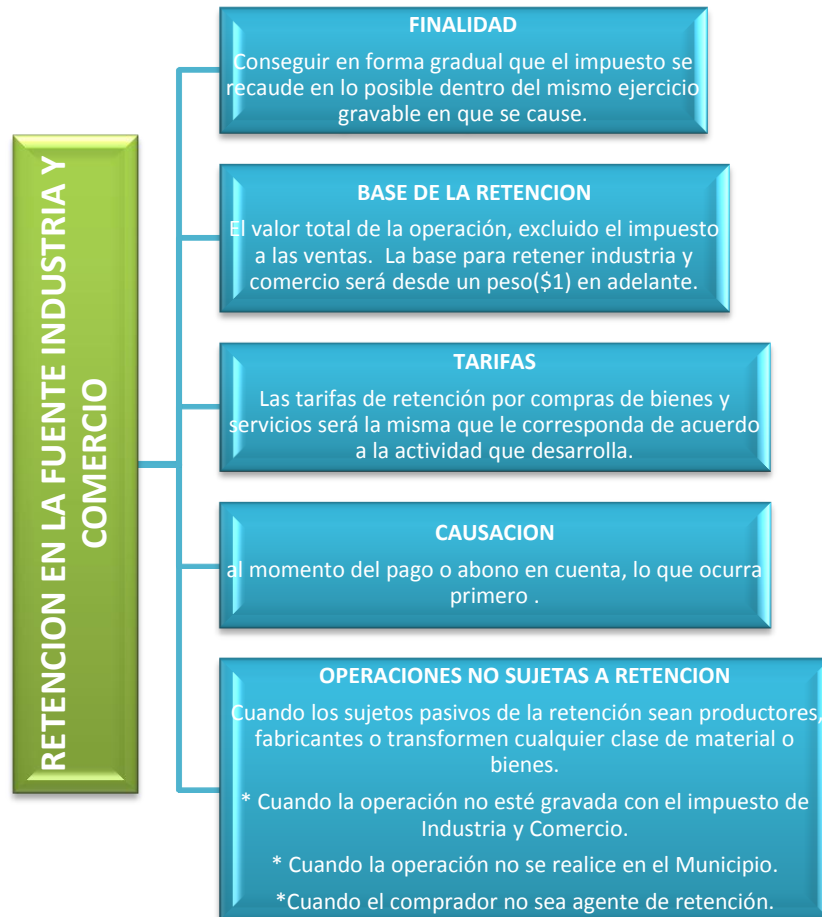 RETENCION EN LA FUENTE INDUSTRIA Y
COMERCIO
FINALIDAD
Conseguir en forma gradual que el impuesto se
recaude en lo posible dentro del mismo ejercicio
gravable en que se cause.
BASE DE LA RETENCION
El valor total de la operación, excluido el impuesto
a las ventas. La base para retener industria y
comercio será desde un peso($1) en adelante.
TARIFAS
Las tarifas de retención por compras de bienes y
servicios será la misma que le corresponda de acuerdo
a la actividad que desarrolla.
CAUSACION
al momento del pago o abono en cuenta, lo que ocurra
primero .
OPERACIONES NO SUJETAS A RETENCION
Cuando los sujetos pasivos de la retención sean productores,
fabricantes o transformen cualquier clase de material o
bienes.
* Cuando la operación no esté gravada con el impuesto de
Industria y Comercio.
* Cuando la operación no se realice en el Municipio.
*Cuando el comprador no sea agente de retención.